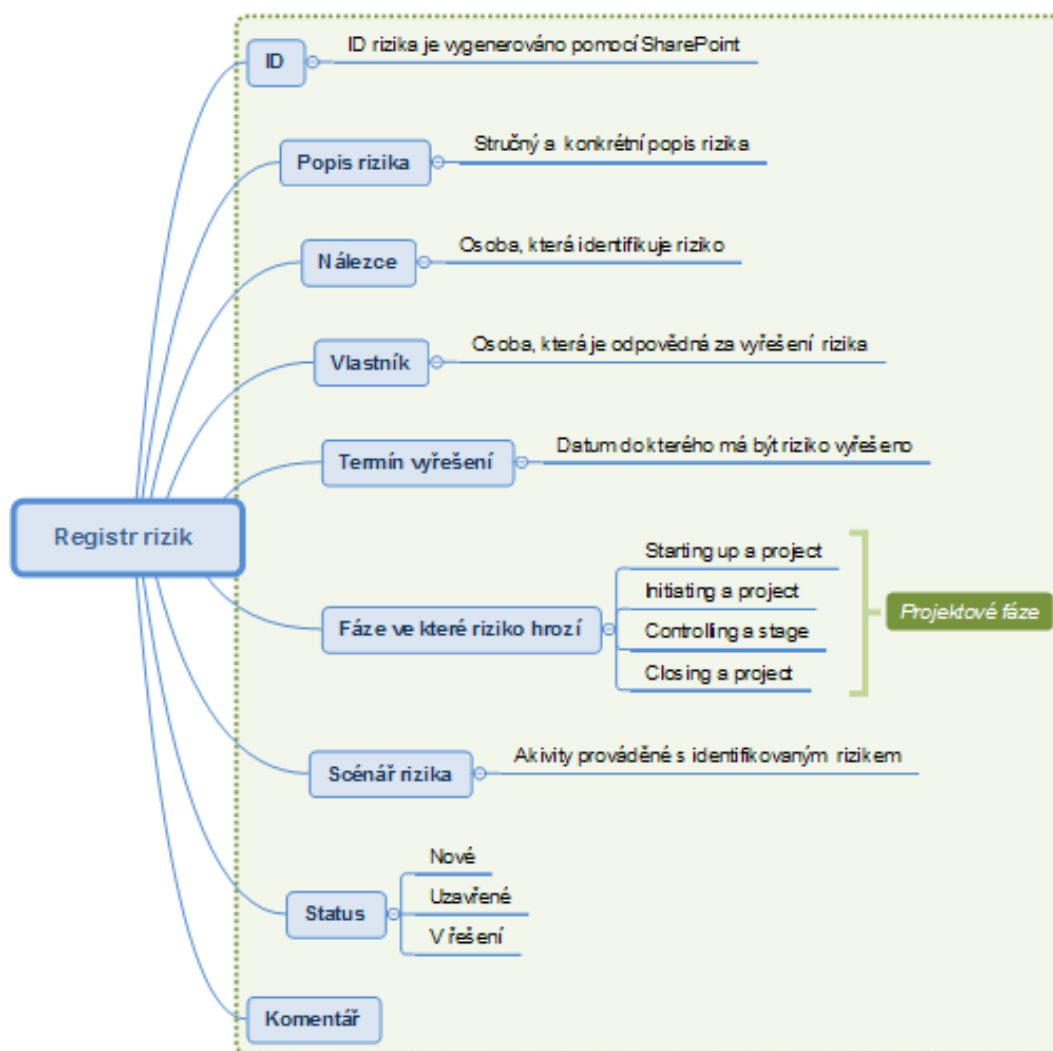 ID
ID rizika je vygenerováno pomocí SharePoint
Popis rizika
Stručný a konkrétní popis rizika
Nálezce
Osoba, která identifikuje riziko
Vlastník
Osoba, která je odpovědná za vyřešení rizika
Termín vyřešení
Datum do kterého má být riziko vyřešeno
Registr rizik
Fáze ve které riziko hrozí
Starting up a project
Initiating a project
Controlling a stage
Closing a project
Projektové fáze
Scénář rizika
Akivity prováděné s identifikovaným rizikem
Status
Nové
Uzavřené
V řešení
Komentář